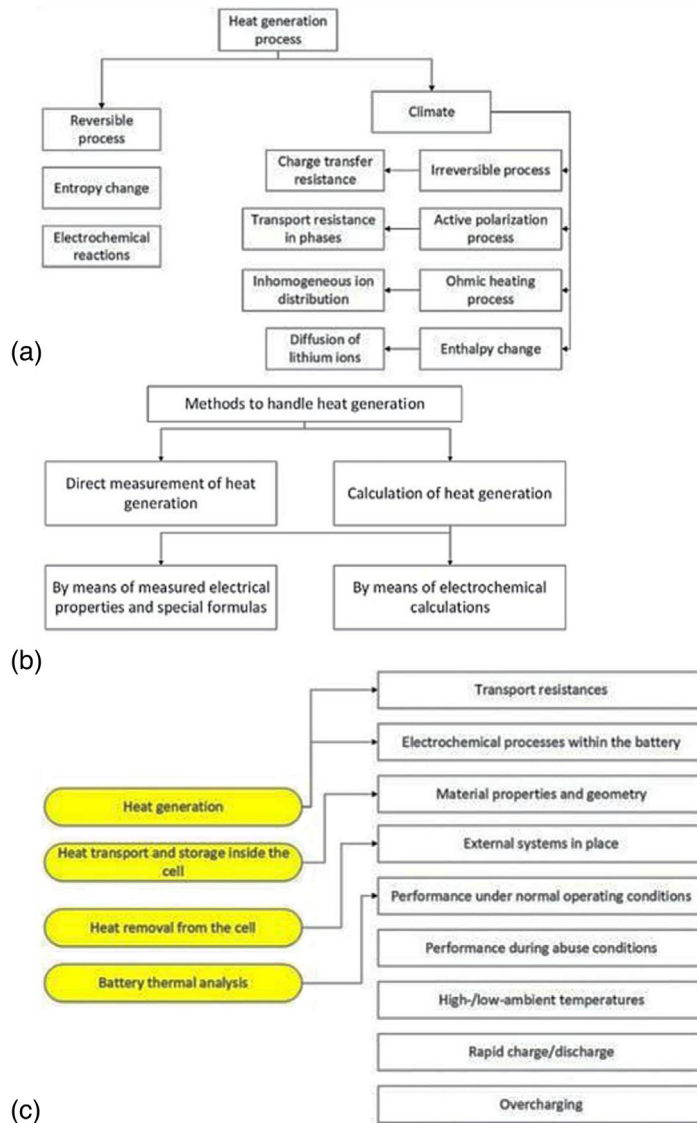 Heat generation
process
Reversible
process
Entropy change
Electrochemical
reactions
Climate
Charge transfer
resistance
Irreversible process
Transport resistance
in phases
Active polarization
process
Inhomogeneous ion
distribution
Ohmic heating
process
Diffusion of
lithium ions
Enthalpy change
(a)
Methods to handle heat generation
Direct measurement of heat
generation
Calculation of heat generation
By means of measured electrical
properties and special formulas
By means of electrochemical
calculations
(b)
Heat generation
Heat transport and storage inside the
cell
Heat removal from the cell
Battery thermal analysis
Transport resistances
Electrochemical processes within the battery
Material properties and geometry
External systems in place
Performance under normal operating conditions
Performance during abuse conditions
High-/low-ambient temperatures
Rapid charge/discharge
Overcharging
(c)